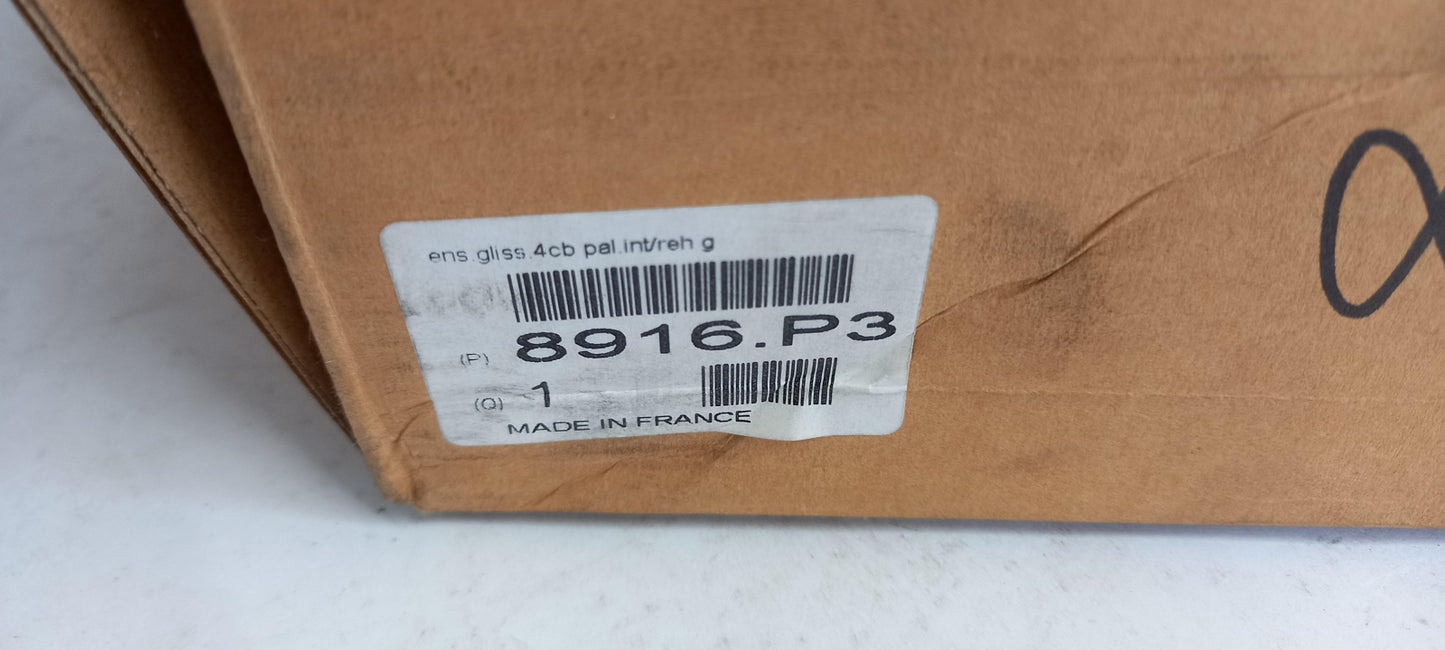 ens.gliss.4cb pal.int/reh g
(P) 8916.P3
(Q) 1
MADE IN FRANCE